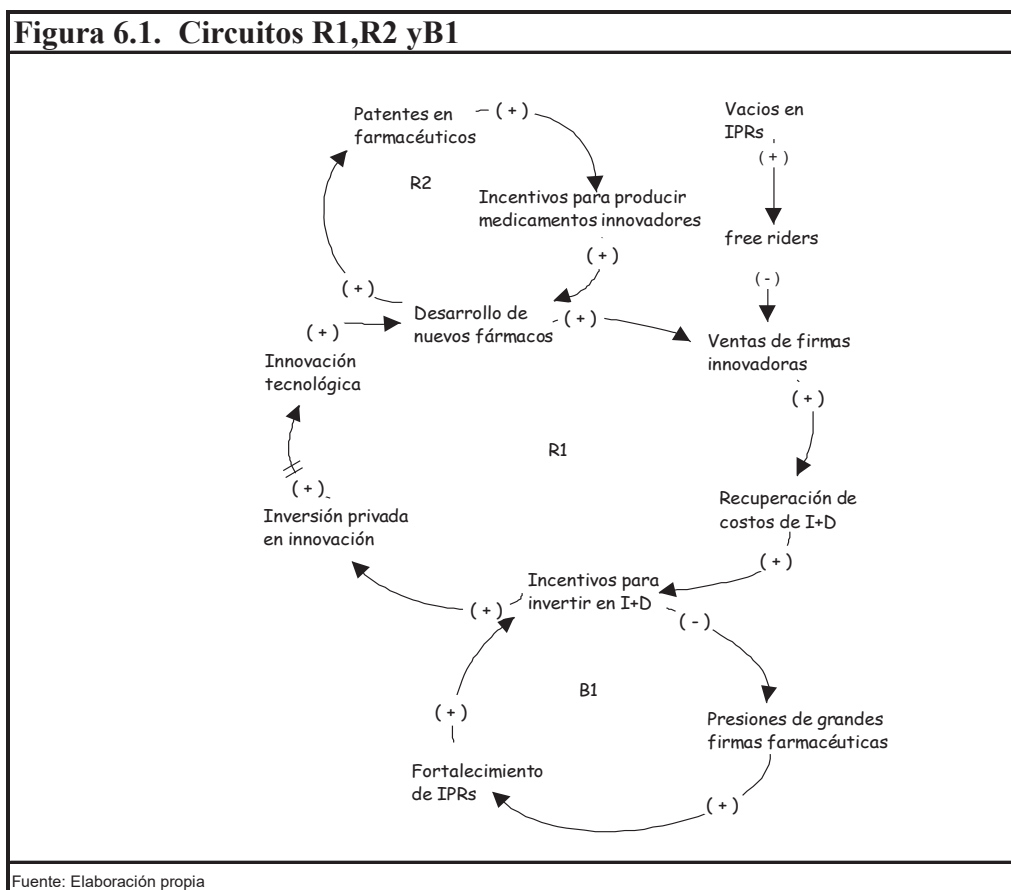 Figura 6.1. Circuitos R1,R2 yB1
Patentes en
farmacéuticos
( + )
Vacios en
IPRs
( + )
R2
Incentivos para producir
medicamentos innovadores
free riders
( + )
( - )
( + )
Desarrollo de
nuevos fármacos
( + )
( + )
Ventas de firmas
innovadoras
Innovación
tecnológica
( + )
R1
( + )
Inversión privada
en innovación
Recuperación de
costos de I+D
( + )
Incentivos para
invertir en I+D
( + )
( - )
B1
( + )
Presiones de grandes
firmas farmacéuticas
Fortalecimiento
de IPRs
( + )
Fuente: Elaboración propia